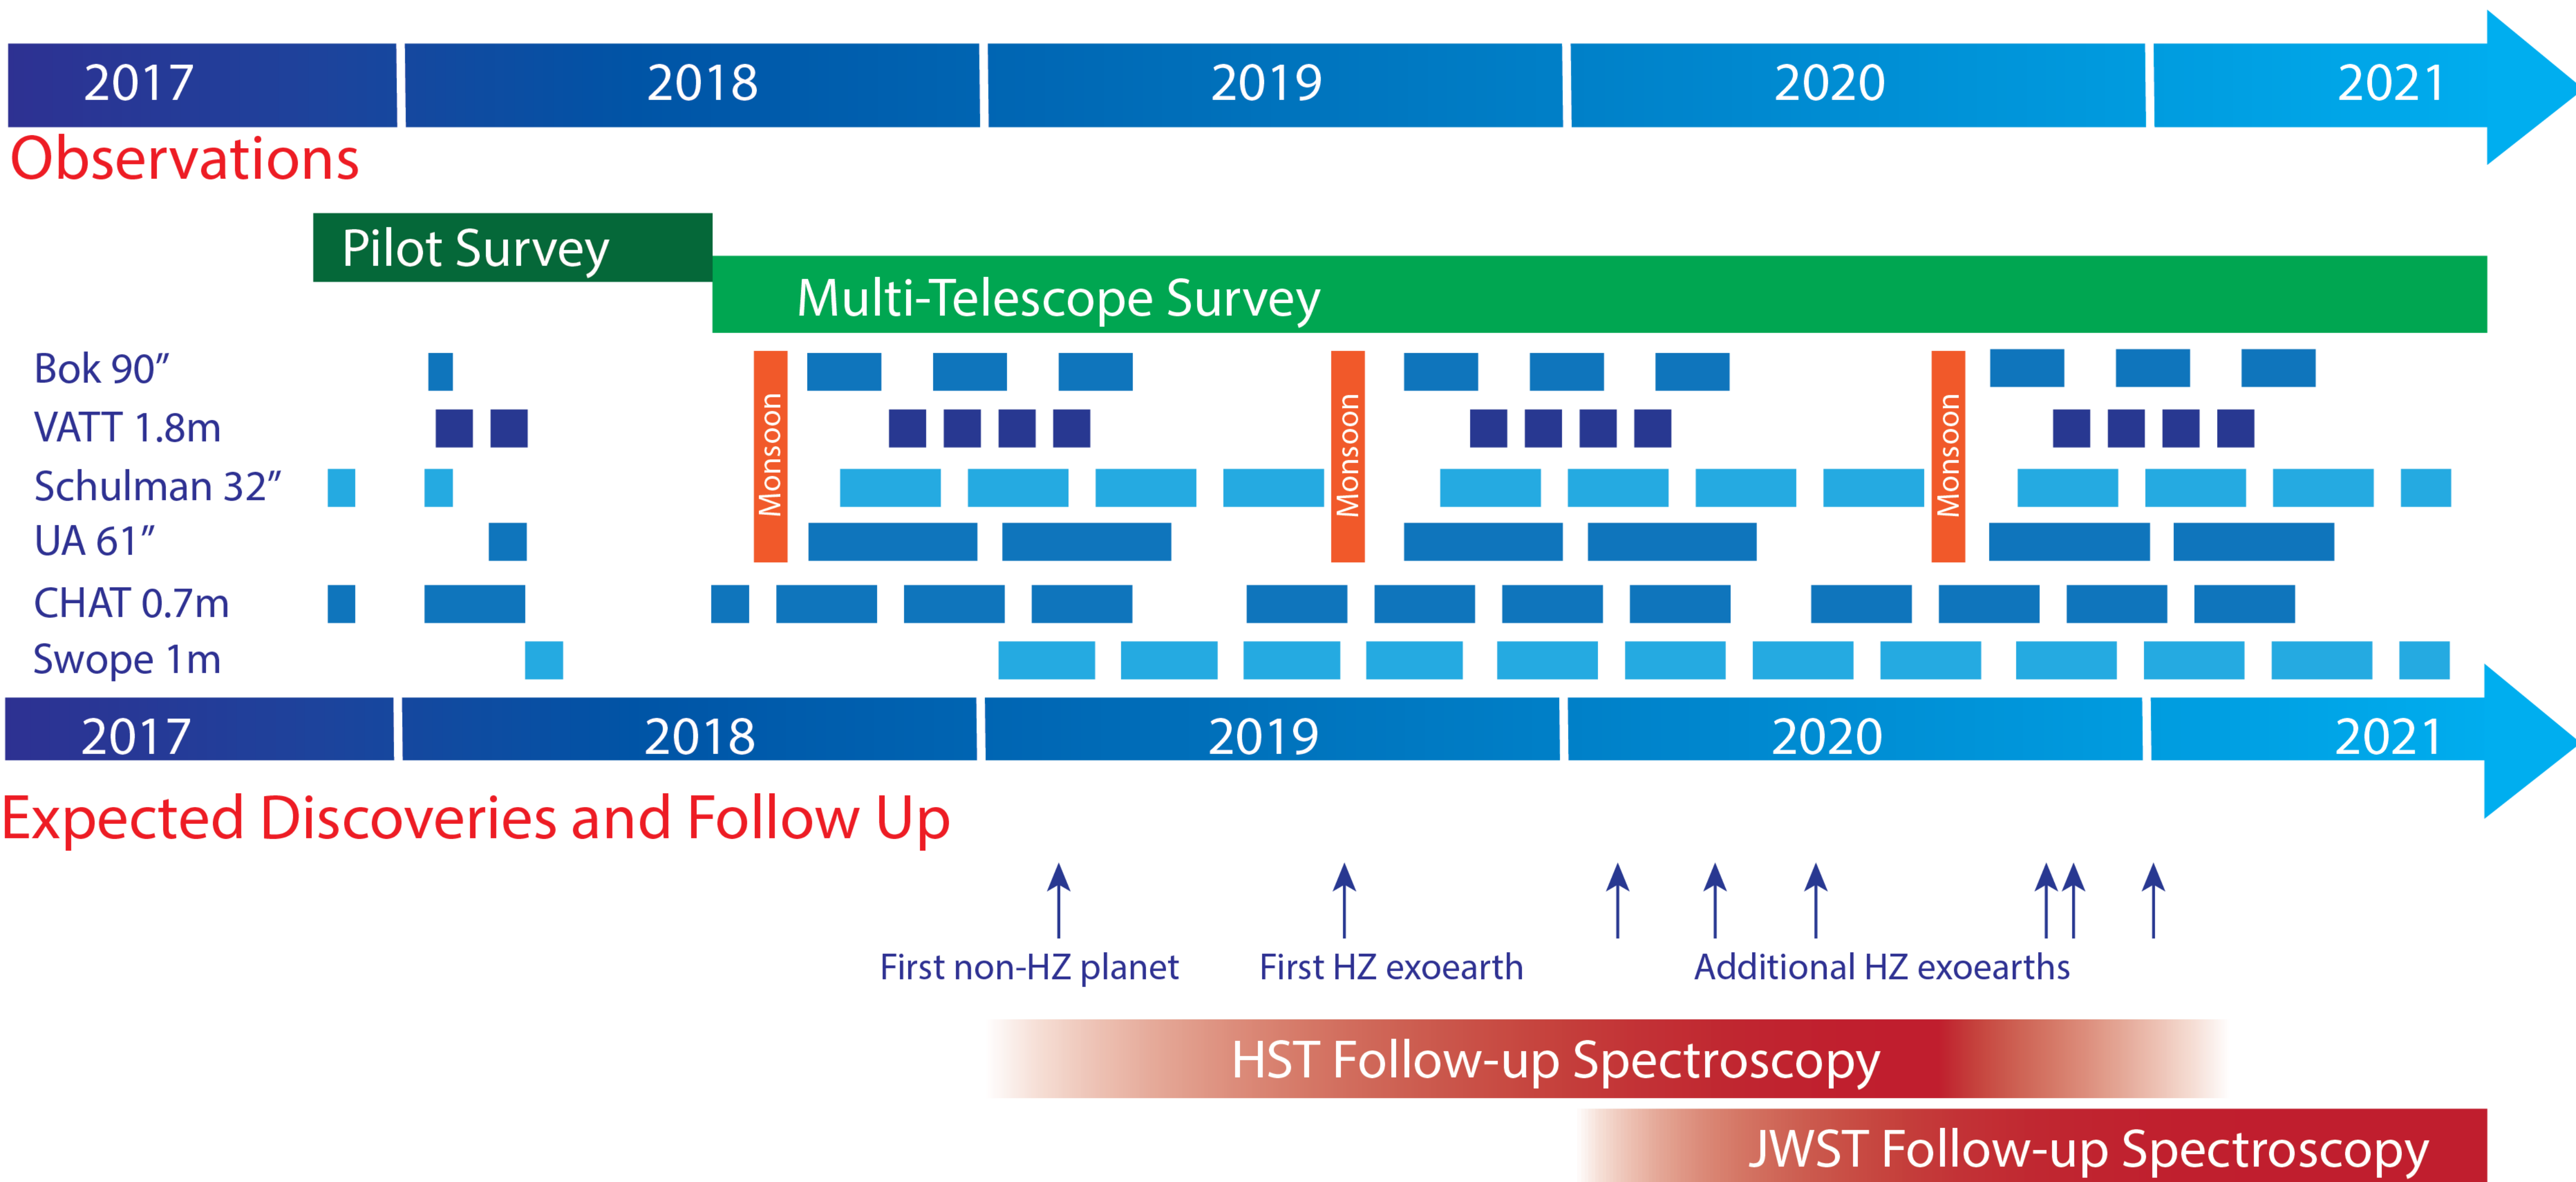 2017 2018 2019 2020 2021
Observations
Pilot Survey
Multi-Telescope Survey
Bok 90”
VATT 1.8m
Schulman 32”
UA 61”
CHAT 0.7m
Swope 1m
Monsoon
Monsoon
Monsoon
2017 2018 2019 2020 2021
Expected Discoveries and Follow Up
First non-HZ planet
First HZ exoearth
Additional HZ exoearths
HST Follow-up Spectroscopy
JWST Follow-up Spectroscopy